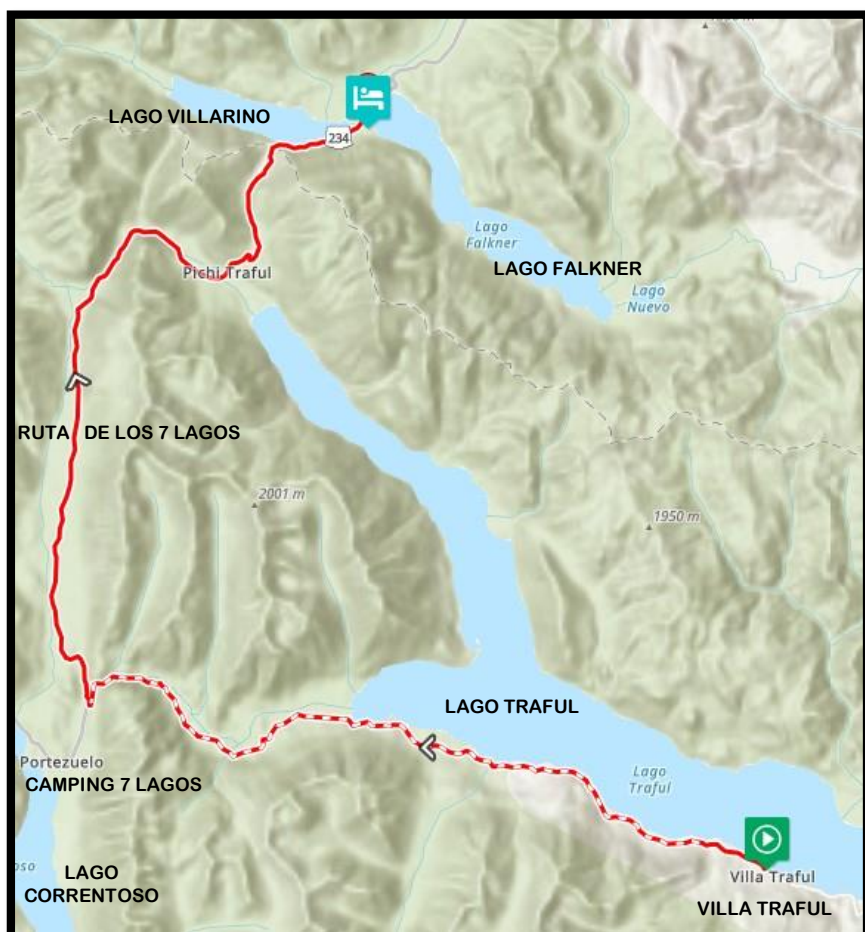 LAGO VILLARINO
234
Lago
Falkner
LAGO FALKNER
Pichi Traful
Lago
Nuevo
RUTA DE LOS 7 LAGOS
2001 m
1950 m
LAGO TRAFUL
Portezuelo
CAMPING 7 LAGOS
Lago
Traful
oso
LAGO
CORRENTOSO
Villa Traful
VILLA TRAFUL